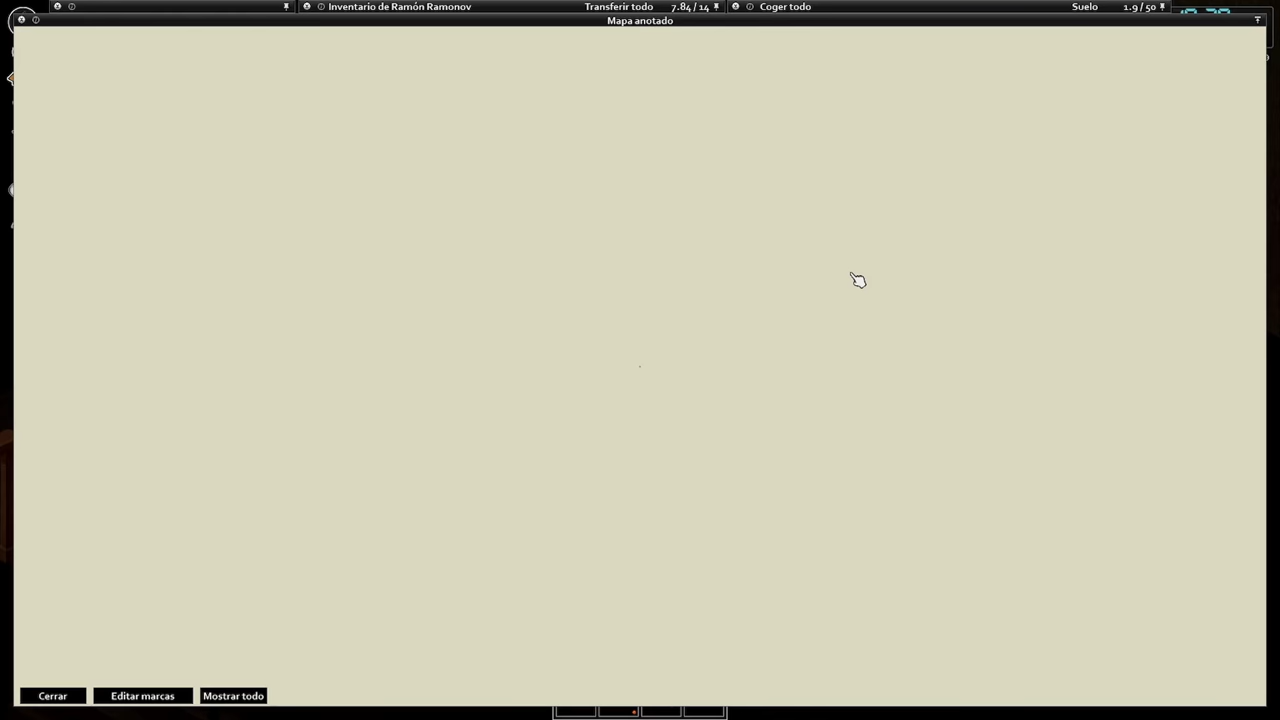 Inventario de Ramón Ramonov Transferir todo 7.84 / 14 Coger todo Suelo 1.9 / 50
Mapa anotado
Cerrar Editar marcas Mostrar todo